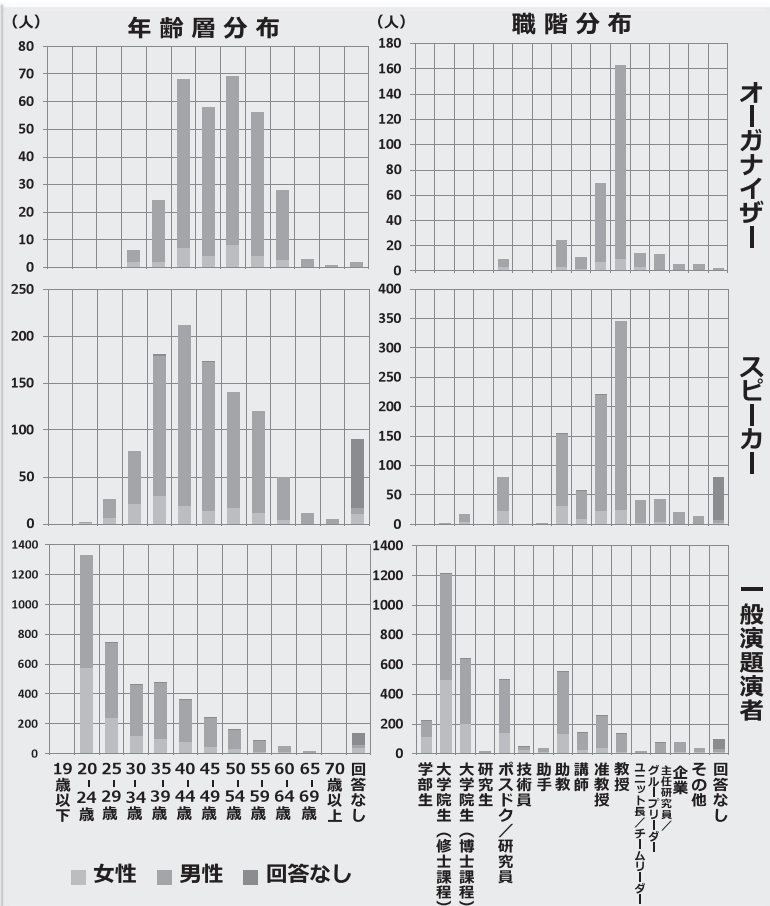 (人)
年齢層分布
(人)
職階分布
80
70
60
50
40
30
20
10
0
180
160
140
120
100
80
60
40
20
0
オーガナイザー
250
200
150
100
50
0
400
350
300
250
200
150
100
50
0
スピーカー
1400
1200
1000
800
600
400
200
0
1400
1200
1000
800
600
400
200
0
一般演題演者
19歳以下
20-24歳
25-29歳
30-34歳
35-39歳
40-44歳
45-49歳
50-54歳
55-59歳
60-64歳
65-69歳
70歳以上
回答なし
学部生
大学院生（修士課程）
大学院生（博士課程）
研究生
ポスドク／研究員
技術員
助手
助教
講師
准教授
教授
ユニット長／チームリーダー
主任研究員／
グループリーダー
企業
その他
回答なし
女性
男性
回答なし